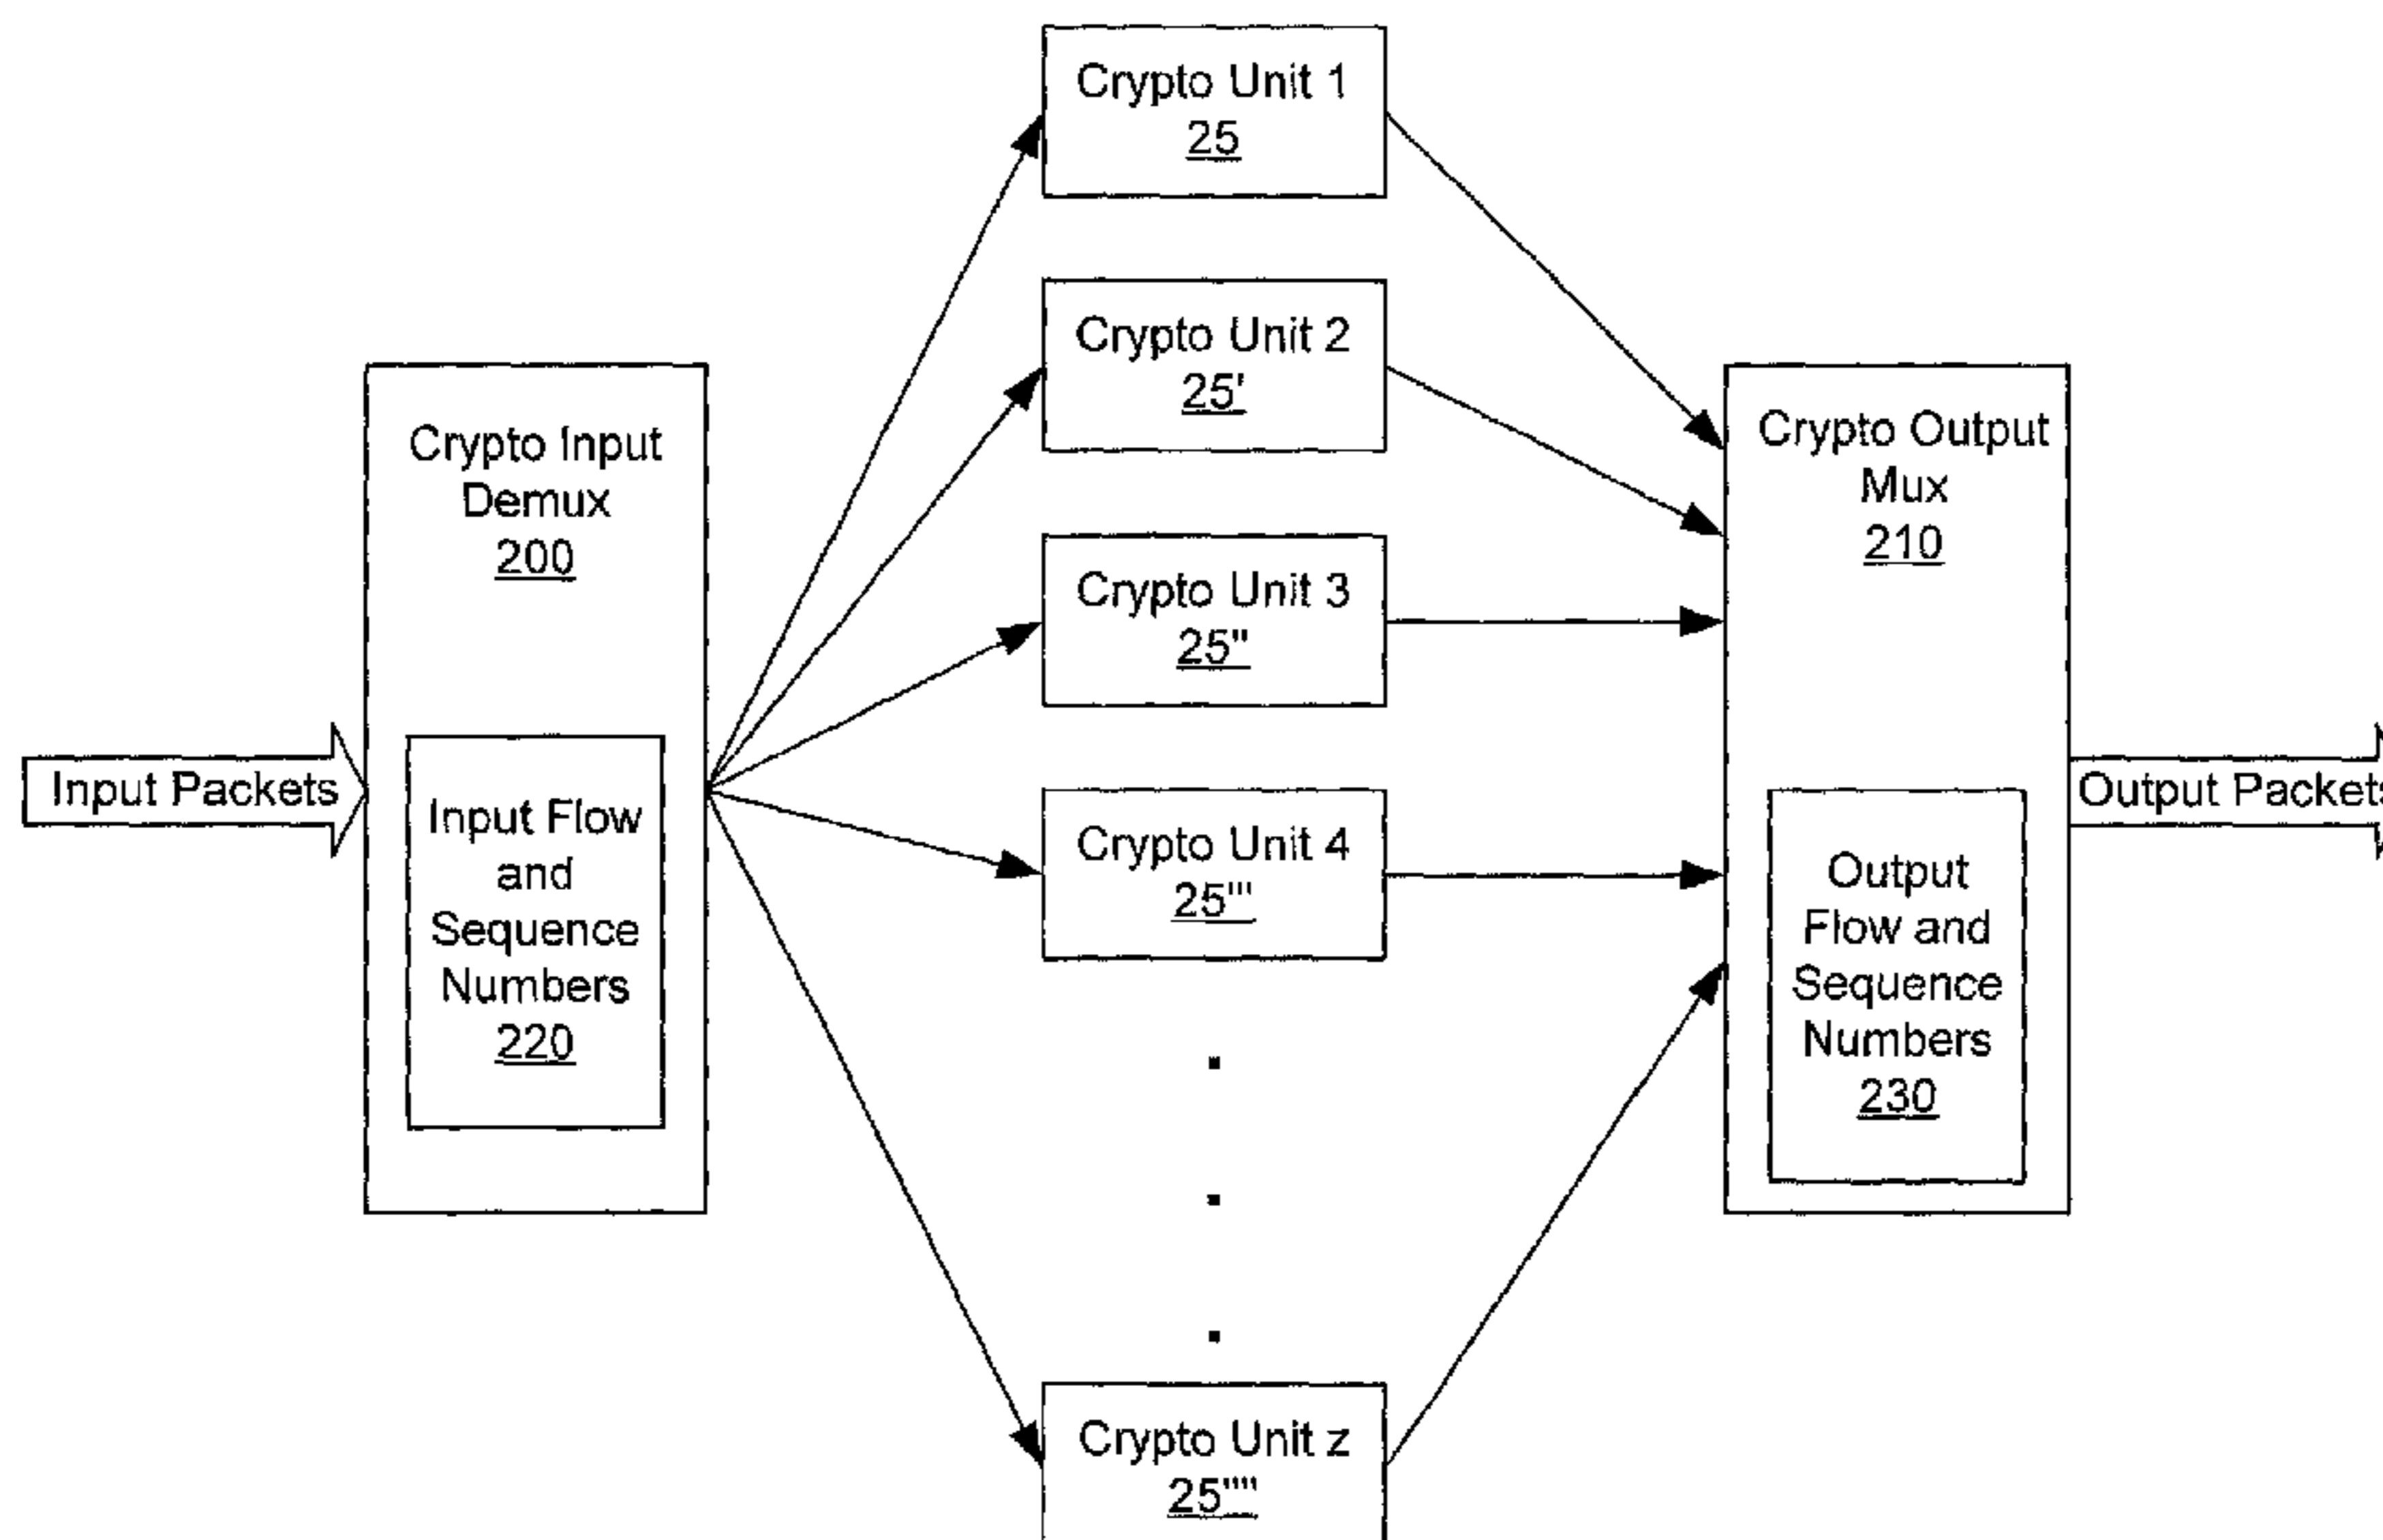 Input Packets
Crypto Input
Demux
200
Input Flow
and
Sequence
Numbers
220
Crypto Unit 1
25
Crypto Unit 2
25'
Crypto Unit 3
25"
Crypto Unit 4
25'"
Crypto Unit z
25""
Crypto Output
Mux
210
Output
Flow and
Sequence
Numbers
230
Output Packets